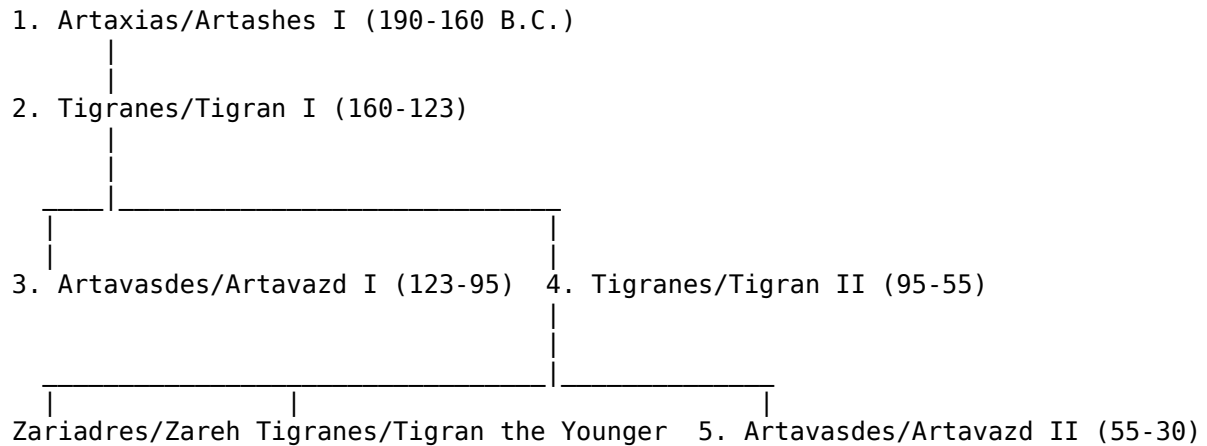 1. Artaxias/Artashes I (190-160 B.C.)
2. Tigranes/Tigran I (160-123)
3. Artavasdes/Artavazd I (123-95) 4. Tigranes/Tigran II (95-55)
Zariadres/Zareh Tigranes/Tigran the Younger 5. Artavasdes/Artavazd II (55-30)